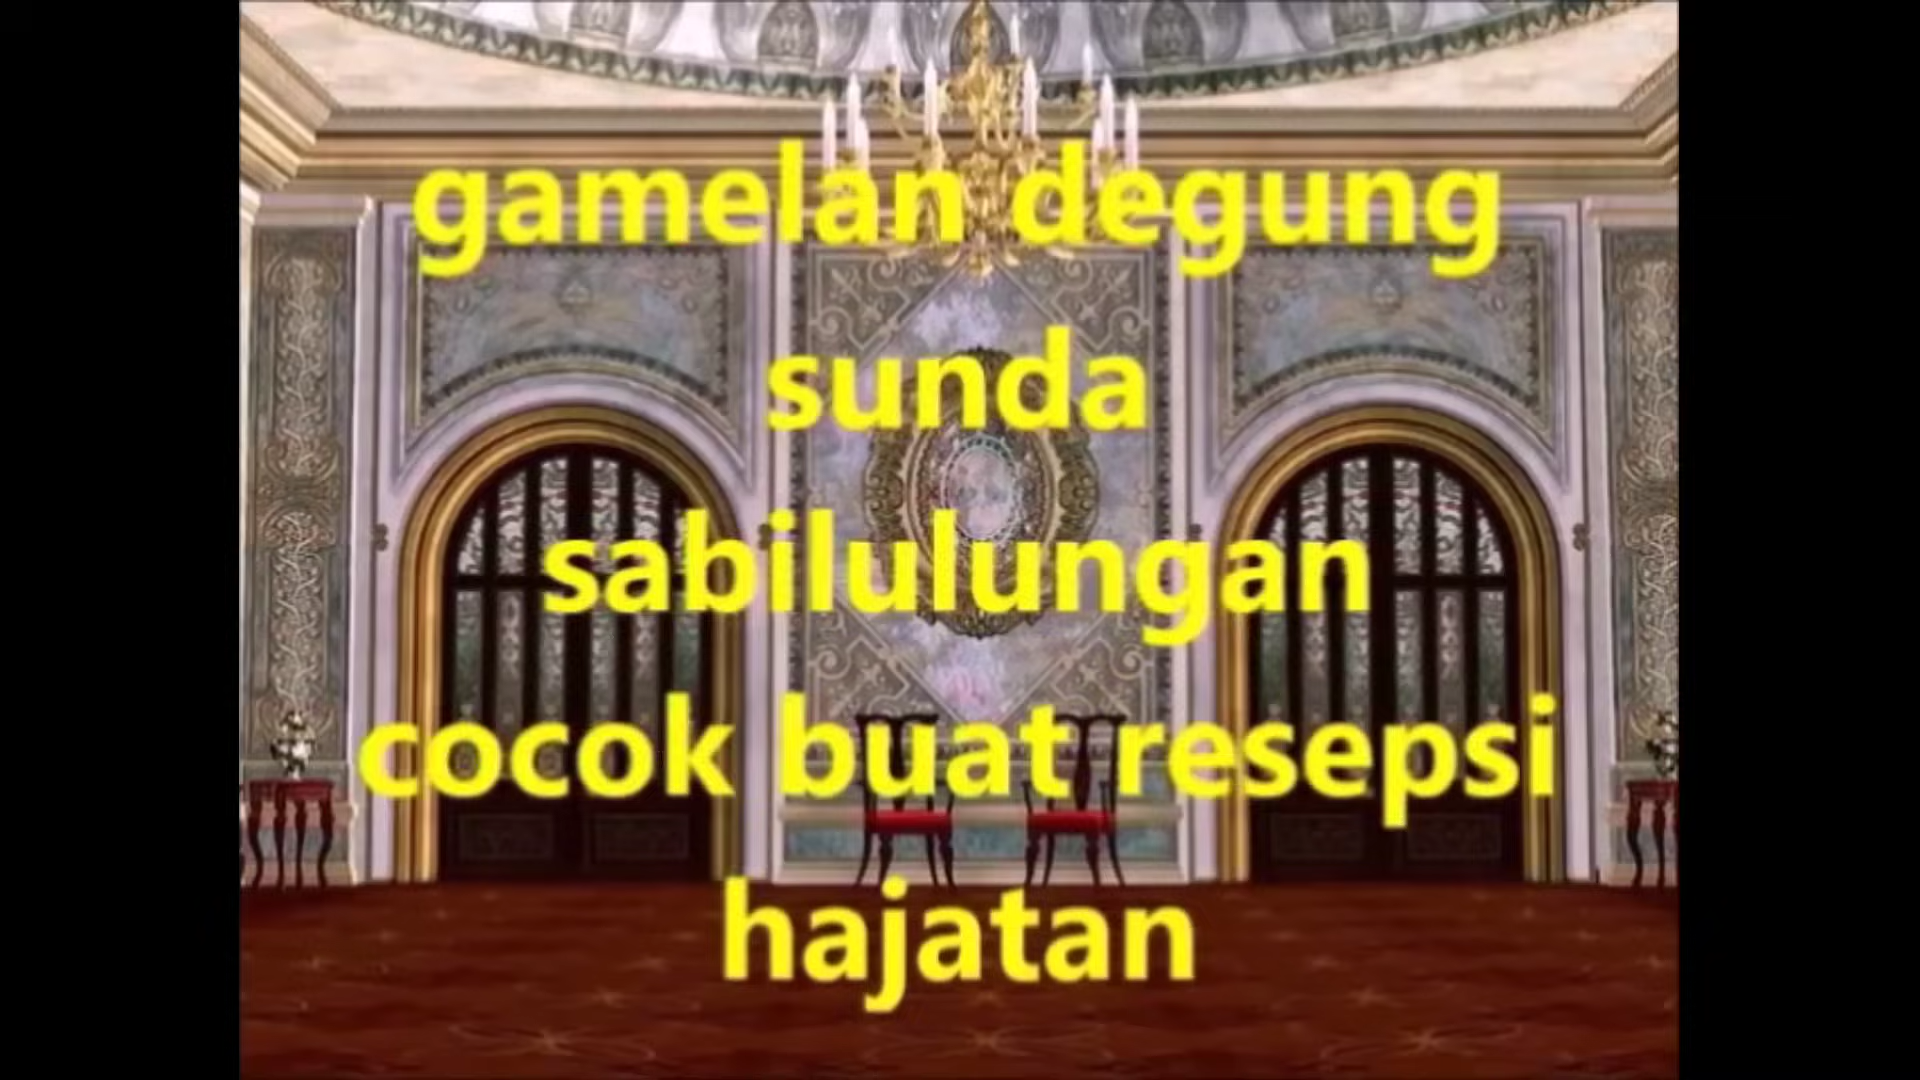 gamelan degung
sunda
sabilulungan
cocok buat resepsi
hajatan